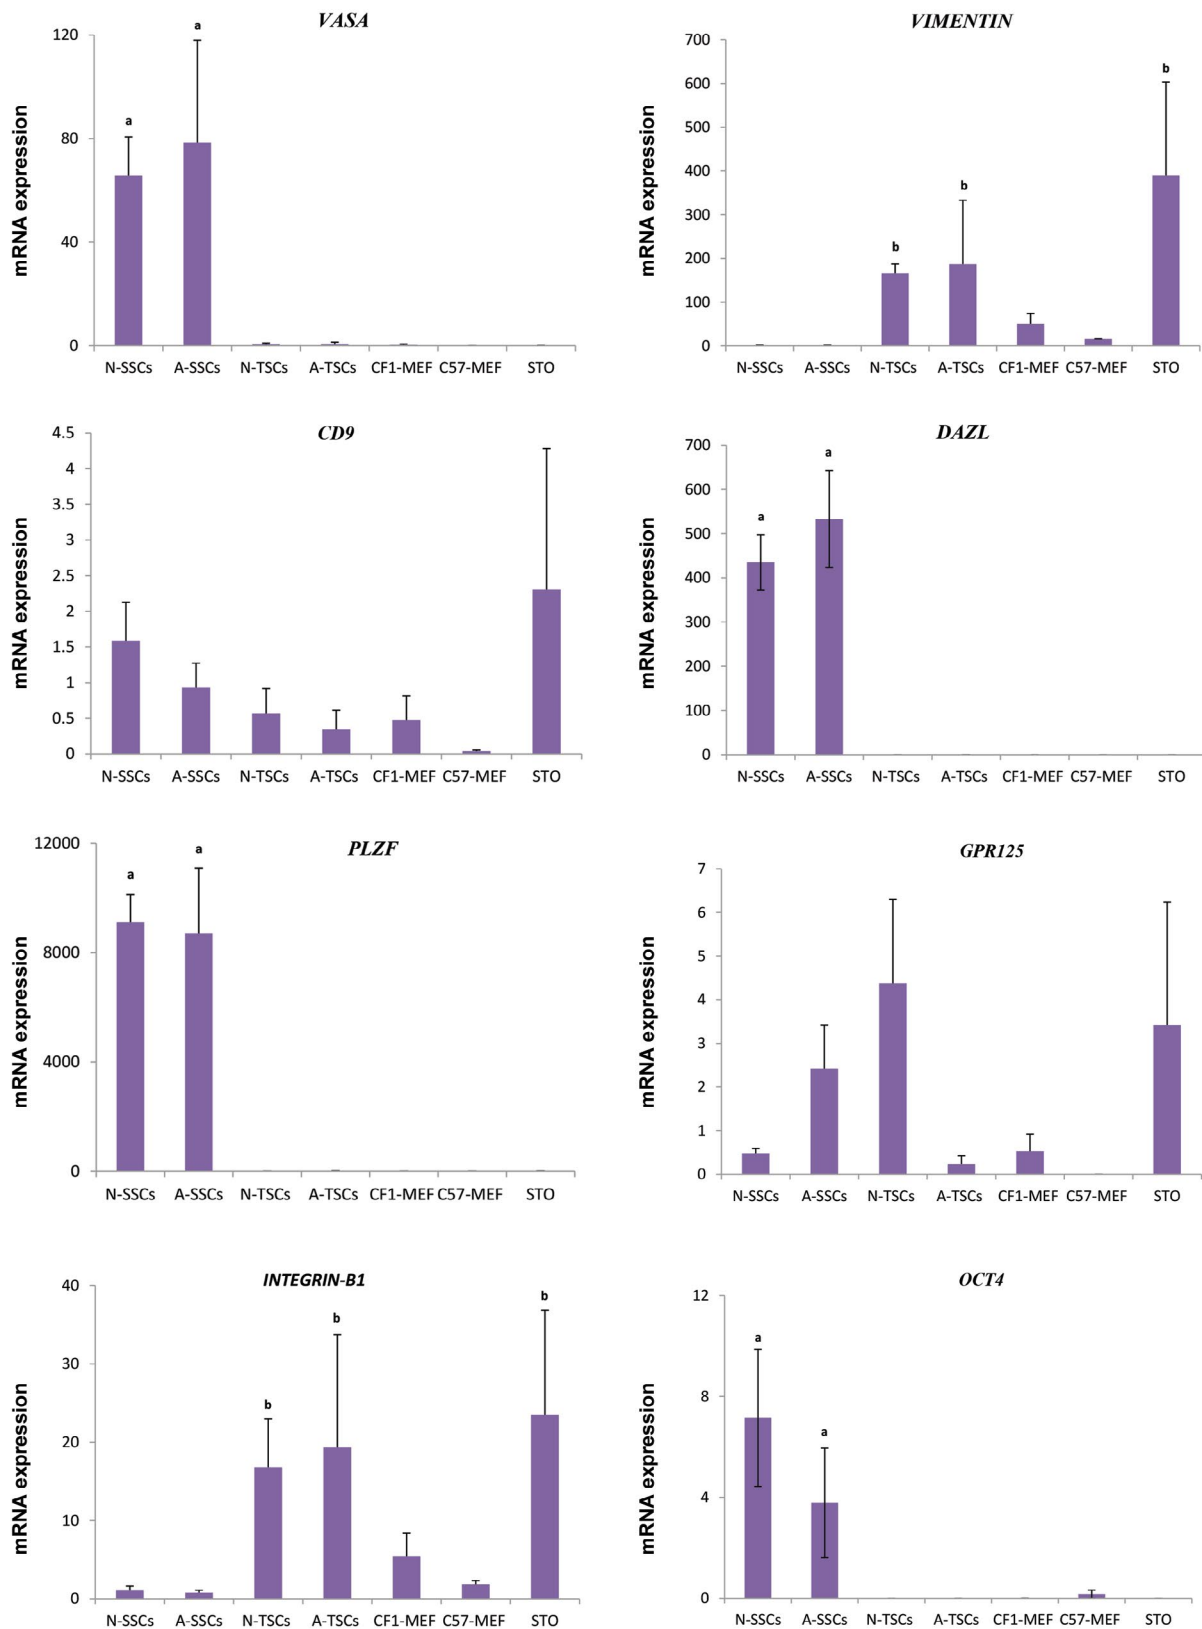 VASA
mRNA expression
120
80
40
0
a
a
N-SSCs A-SSCs N-TSCs A-TSCs CF1-MEF C57-MEF STO
VIMENTIN
mRNA expression
700
600
500
400
300
200
100
0
b
b
b
N-SSCs A-SSCs N-TSCs A-TSCs CF1-MEF C57-MEF STO
CD9
mRNA expression
4.5
4
3.5
3
2.5
2
1.5
1
0.5
0
N-SSCs A-SSCs N-TSCs A-TSCs CF1-MEF C57-MEF STO
DAZL
mRNA expression
700
600
500
400
300
200
100
0
a
a
N-SSCs A-SSCs N-TSCs A-TSCs CF1-MEF C57-MEF STO
PLZF
mRNA expression
12000
8000
4000
0
a
a
N-SSCs A-SSCs N-TSCs A-TSCs CF1-MEF C57-MEF STO
GPR125
mRNA expression
7
6
5
4
3
2
1
0
N-SSCs A-SSCs N-TSCs A-TSCs CF1-MEF C57-MEF STO
INTEGRIN-B1
mRNA expression
40
30
20
10
0
b
b
b
N-SSCs A-SSCs N-TSCs A-TSCs CF1-MEF C57-MEF STO
OCT4
mRNA expression
12
8
4
0
a
a
N-SSCs A-SSCs N-TSCs A-TSCs CF1-MEF C57-MEF STO